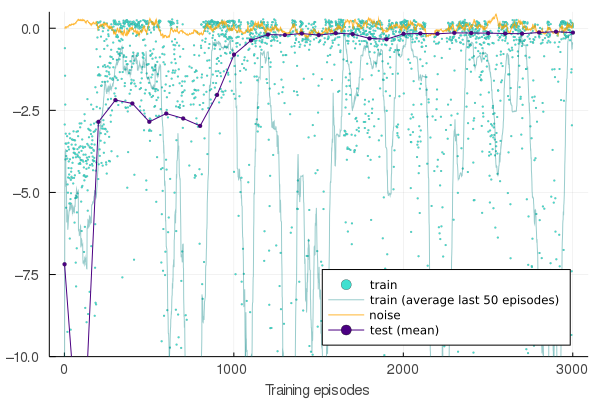 0.0
−2.5
−5.0
−7.5
−10.0
0 1000 2000 3000
Training episodes
train
train (average last 50 episodes)
noise
test (mean)